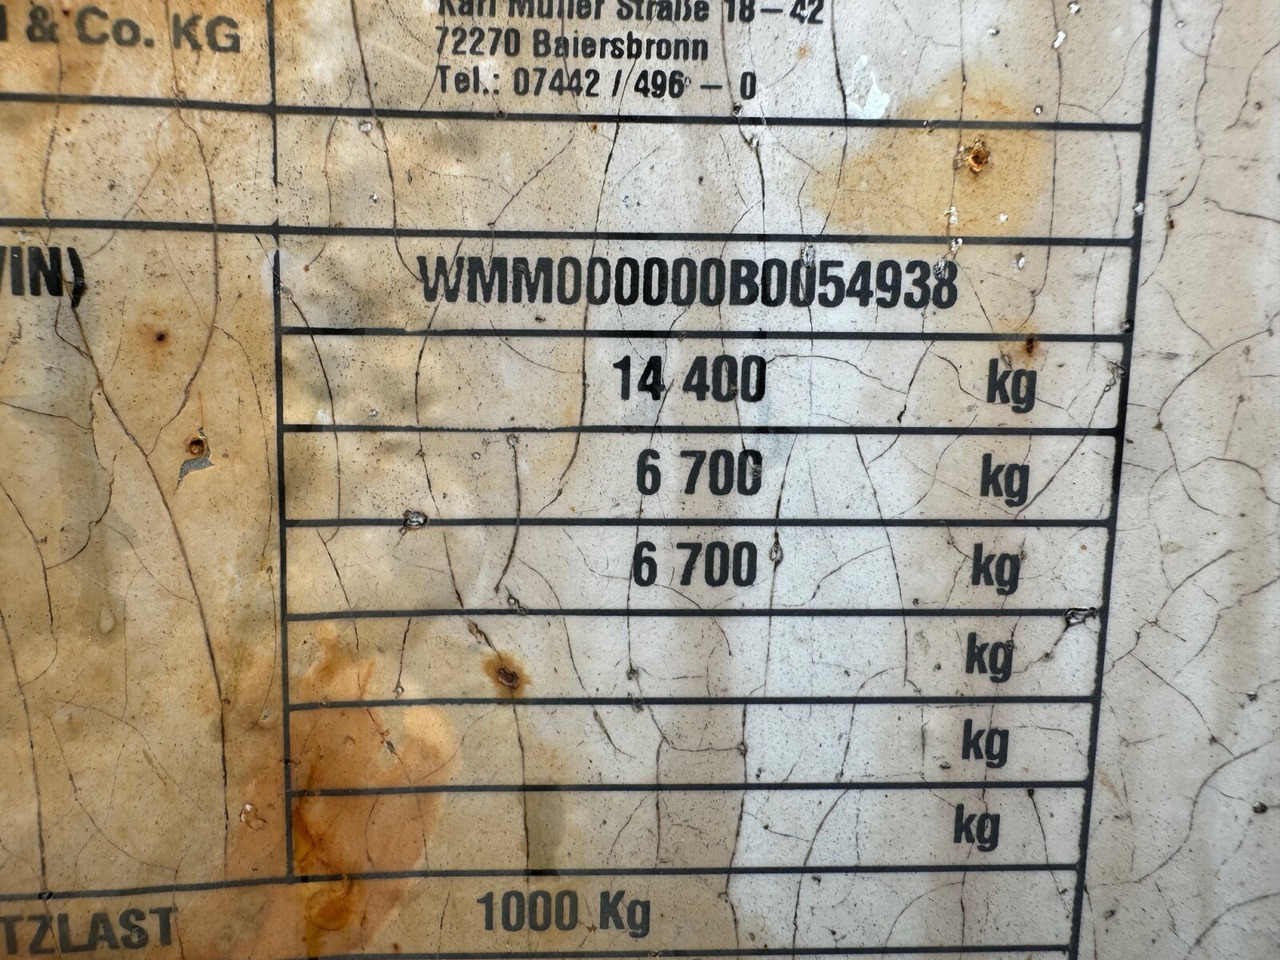 & Co. KG
Karl Müller Straße 18 – 42
72270 Baiersbronn
Tel.: 07442 / 496 – 0
VIN) WMM000000B0054938
14 400 kg
6 700 kg
6 700 kg
kg
kg
kg
TZLAST 1000 Kg